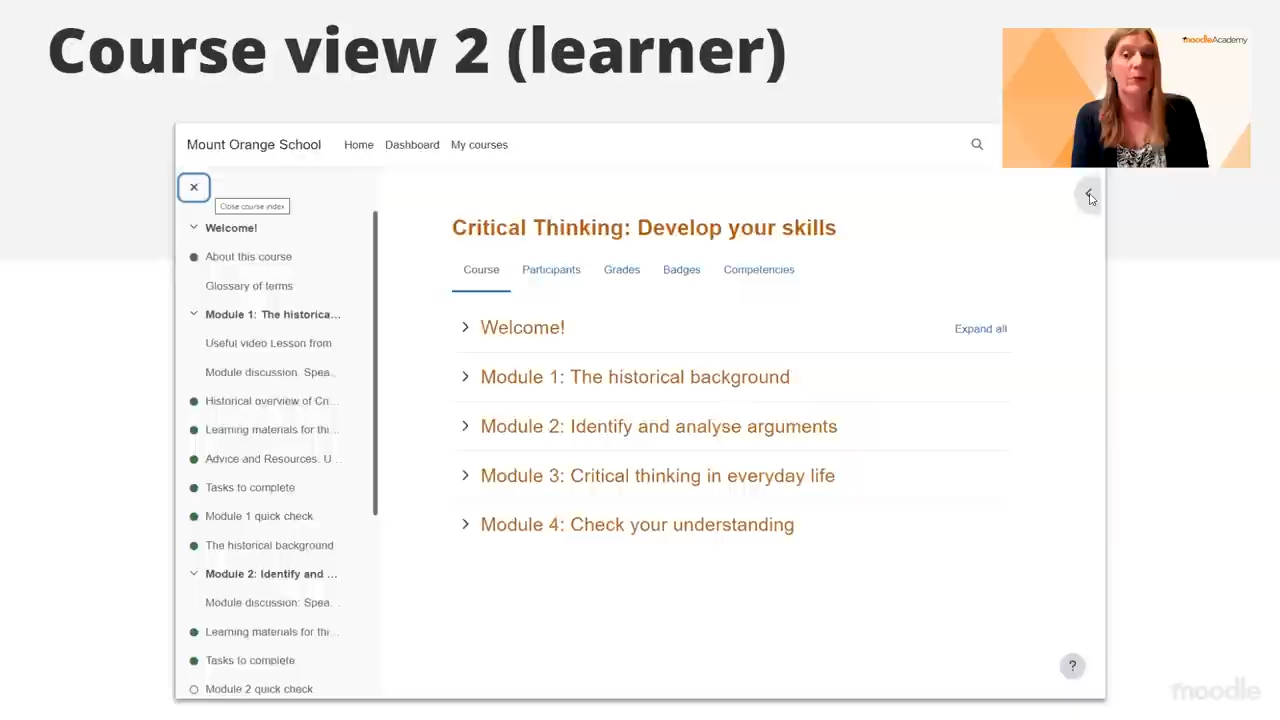 Course view 2 (learner)
moodleAcademy
Mount Orange School
Home Dashboard My courses
Close course index
Welcome!
About this course
Glossary of terms
Module 1: The historica...
Useful video Lesson from
Module discussion. Spea...
Historical overview of Cri...
Learning materials for thi...
Advice and Resources. U...
Tasks to complete
Module 1 quick check
The historical background
Module 2: Identify and ...
Module discussion: Spea...
Learning materials for thi...
Tasks to complete
Module 2 quick check
Critical Thinking: Develop your skills
Course Participants Grades Badges Competencies
Welcome!
Expand all
Module 1: The historical background
Module 2: Identify and analyse arguments
Module 3: Critical thinking in everyday life
Module 4: Check your understanding
?
moodle